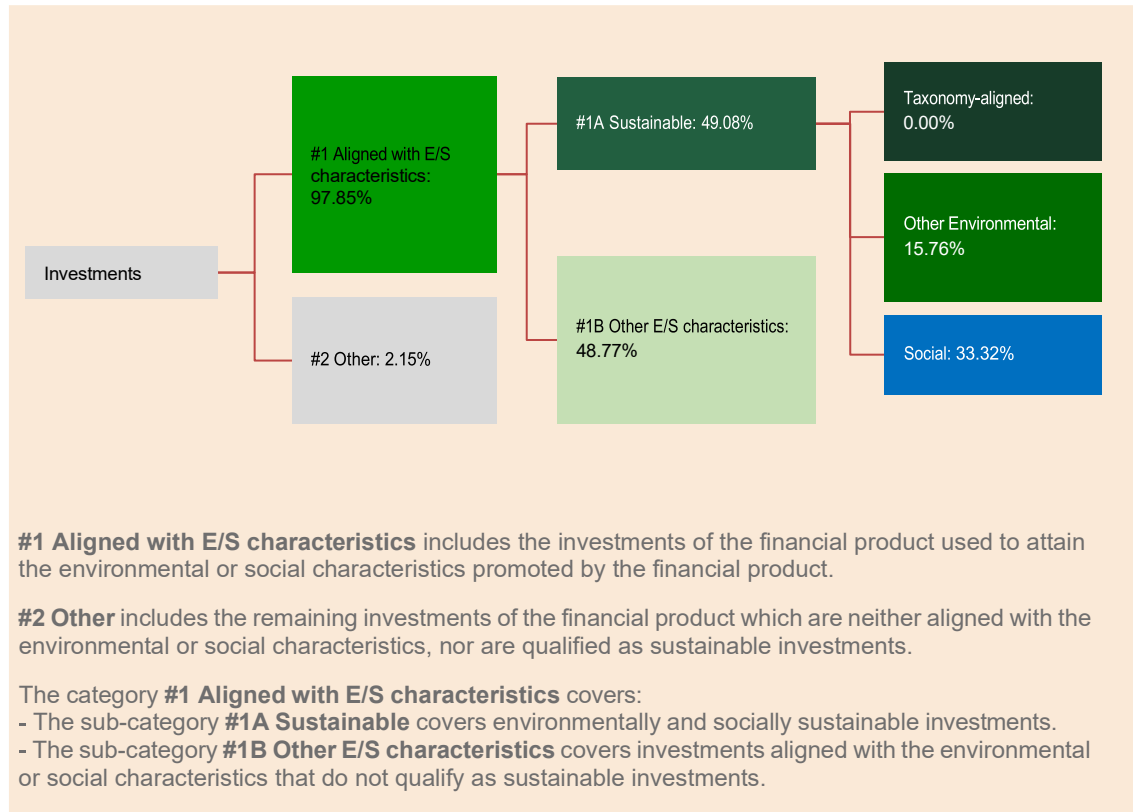 Investments
#1 Aligned with E/S
characteristics:
97.85%
#2 Other: 2.15%
#1A Sustainable: 49.08%
#1B Other E/S characteristics:
48.77%
Taxonomy-aligned:
0.00%
Other Environmental:
15.76%
Social: 33.32%
#1 Aligned with E/S characteristics includes the investments of the financial product used to attain
the environmental or social characteristics promoted by the financial product.
#2 Other includes the remaining investments of the financial product which are neither aligned with the
environmental or social characteristics, nor are qualified as sustainable investments.
The category #1 Aligned with E/S characteristics covers:
- The sub-category #1A Sustainable covers environmentally and socially sustainable investments.
- The sub-category #1B Other E/S characteristics covers investments aligned with the environmental
or social characteristics that do not qualify as sustainable investments.